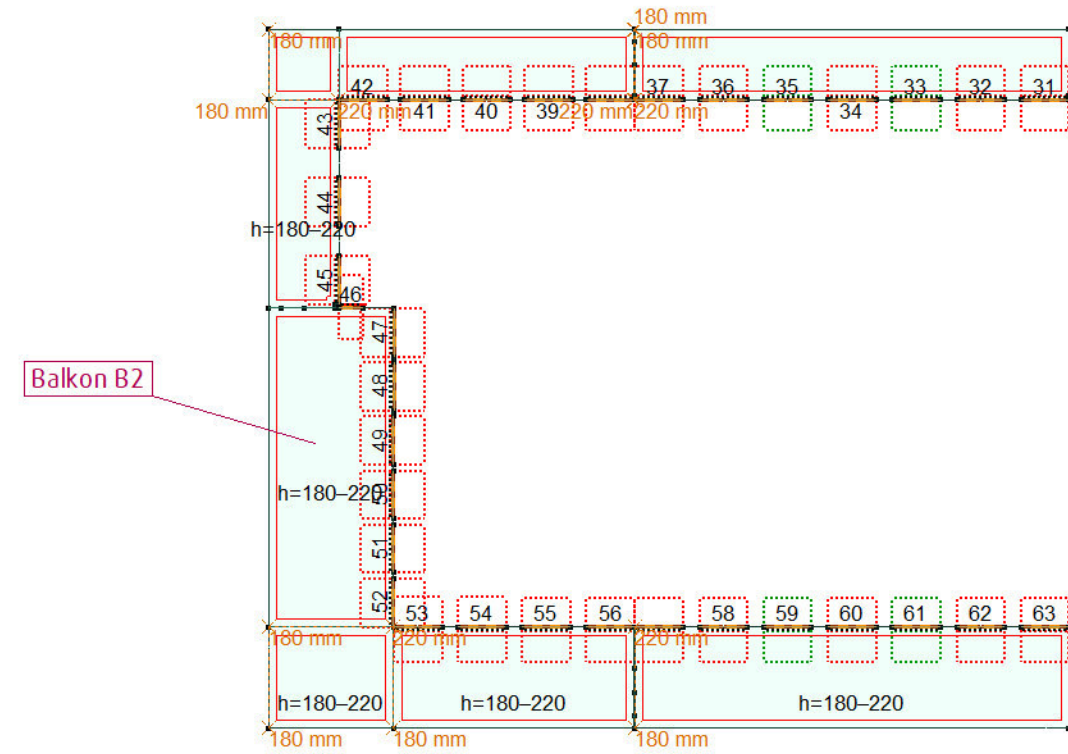 180 mm
180 mm
180 mm
42 37 36 35 33 32 31
180 mm 220 mm 220 mm 220 mm
41 40 39 34
43
44
h=180–220
45
46
47
Balkon B2
48
49
h=180–220
50
51
52
53 54 55 56 58 59 60 61 62 63
180 mm 220 mm 220 mm
h=180–220 h=180–220 h=180–220
180 mm 180 mm 180 mm